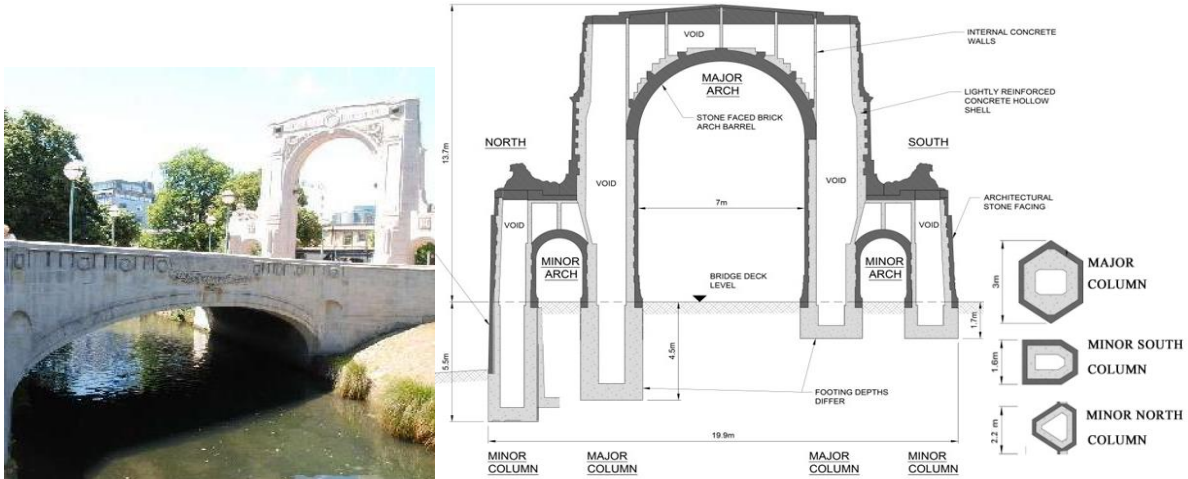 VOID
INTERNAL CONCRETE
WALLS
MAJOR
ARCH
LIGHTLY REINFORCED
CONCRETE HOLLOW
SHELL
STONE FACED BRICK
ARCH BARREL
NORTH
SOUTH
13.7m
VOID
VOID
7m
ARCHITECTURAL
STONE FACING
VOID
VOID
MINOR
ARCH
MINOR
ARCH
BRIDGE DECK
LEVEL
MAJOR
COLUMN
3m
5.5m
4.5m
1.7m
MINOR SOUTH
COLUMN
1.6m
FOOTING DEPTHS
DIFFER
MINOR NORTH
COLUMN
2.2 m
19.9m
MINOR
COLUMN
MAJOR
COLUMN
MAJOR
COLUMN
MINOR
COLUMN